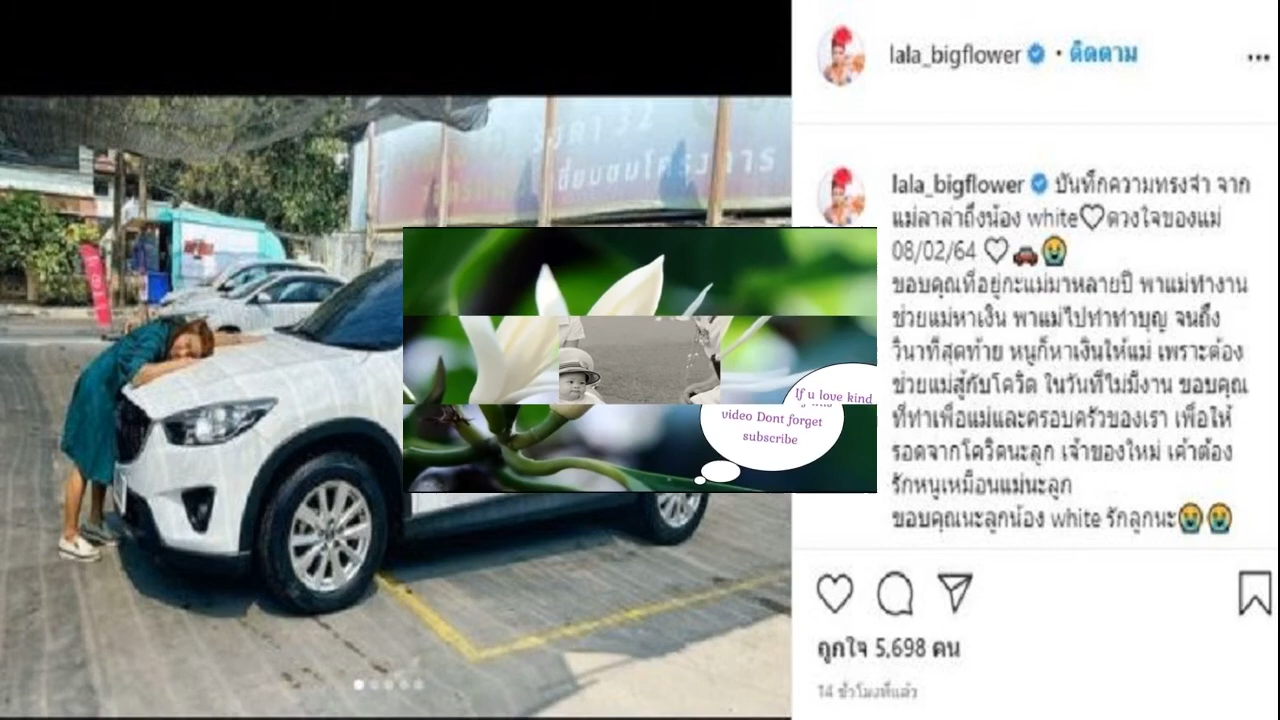 lala_bigflower • ติดตาม
lala_bigflower บันทึกความทรงจำ จาก
แม่ลาล่าถึงน้อง white♡ดวงใจของแม่
08/02/64 ♡🚗😭
ขอบคุณที่อยู่กะแม่มาหลายปี พาแม่ทำงาน
ช่วยแม่หาเงิน พาแม่ไปทำทำบุญ จนถึง
วินาทีสุดท้าย หนูก็หาเงินให้แม่ เพราะต้อง
ช่วยแม่สู้กับโควิด ในวันที่ไม่มีงาน ขอบคุณ
ที่ทำเพื่อแม่และครอบครัวของเรา เพื่อให้
รอดจากโควิดนะลูก เจ้าของใหม่ เค้าต้อง
รักหนูเหมือนแม่นะลูก
ขอบคุณนะลูกน้อง white รักลูกนะ😭😭
ถูกใจ 5,698 คน
14 ชั่วโมงที่แล้ว
If u love kind
video Dont forget
subscribe